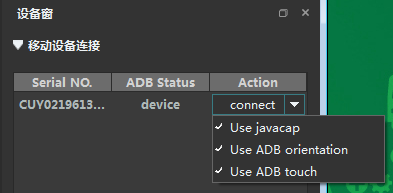 设备窗
移动设备连接
Serial NO. ADB Status Action
CUY0219613... device connect
Use javacap
Use ADB orientation
Use ADB touch